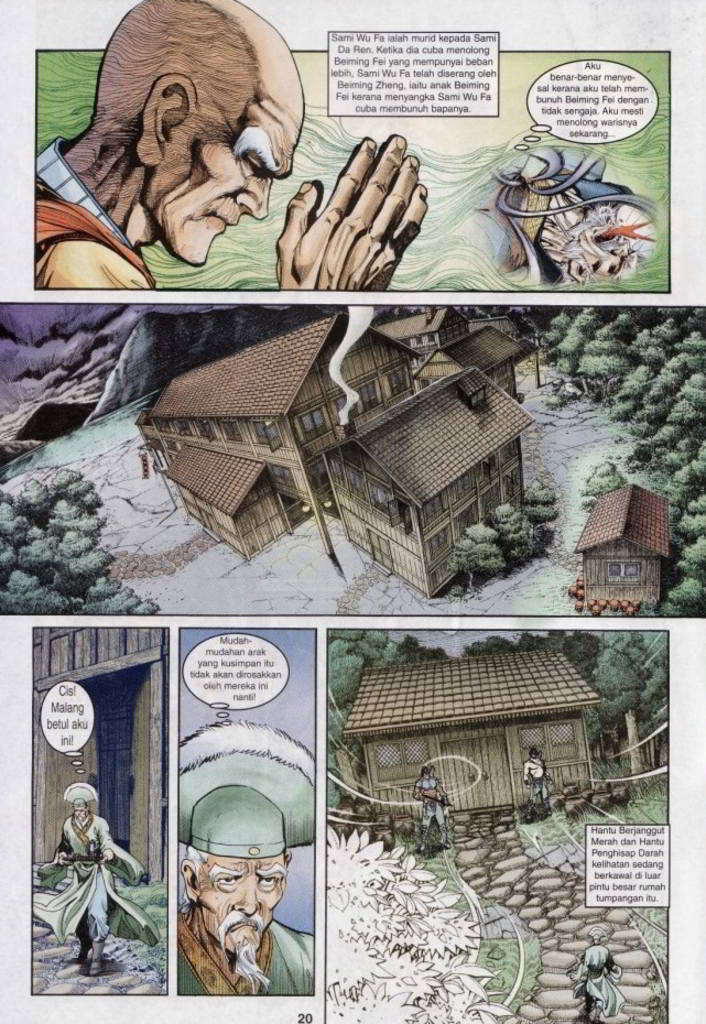 Sami Wu Fa ialah murid kepada Sami
Da Ren. Ketika dia cuba menolong
Beiming Fei yang mempunyai beban
lebih, Sami Wu Fa telah diserang oleh
Beiming Zheng, iaitu anak Beiming
Fei kerana menyangka Sami Wu Fa
cuba membunuh bapanya.
Aku
benar-benar menye-
sal kerana aku telah mem-
bunuh Beiming Fei dengan
tidak sengaja. Aku mesti
menolong warisnya
sekarang...
Cis!
Malang
betul aku
ini!
Mudah-
mudahan arak
yang kusimpan itu
tidak akan dirosakkan
oleh mereka ini
nanti!
Hantu Berjanggut
Merah dan Hantu
Penghisap Darah
kelihatan sedang
berkawal di luar
pintu besar rumah
tumpangan itu.
20